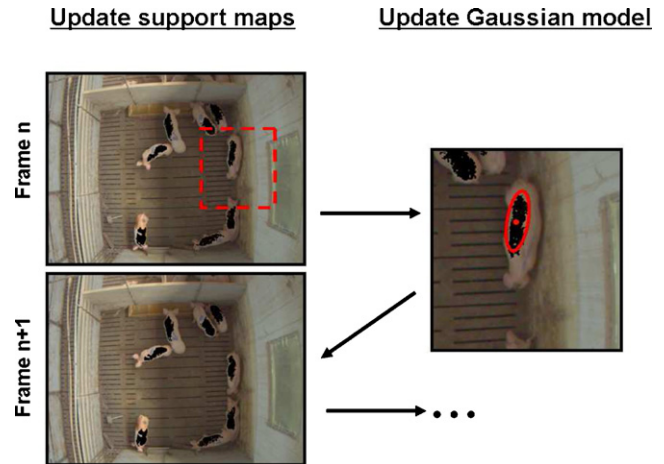 Update support maps
Update Gaussian model
Frame n
Frame n+1
...